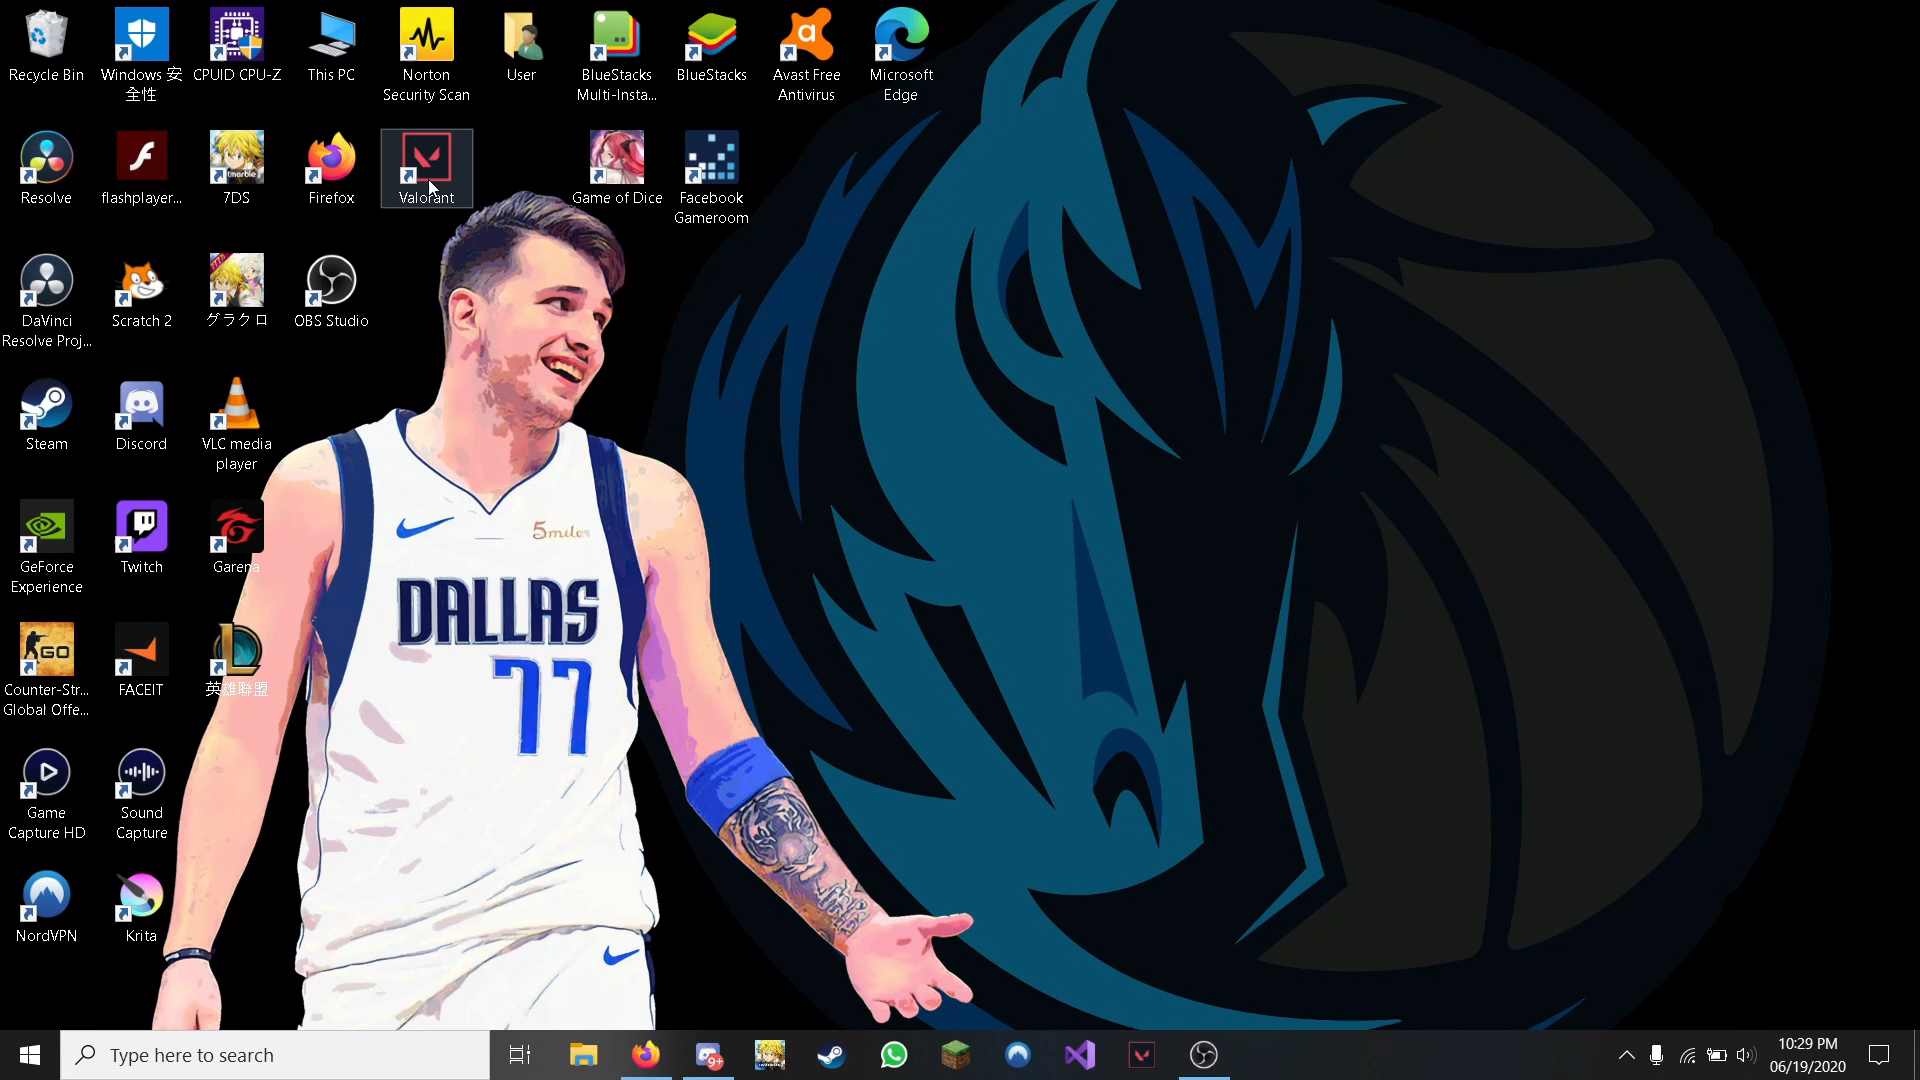 Recycle Bin
Windows 安
全性
CPUID CPU-Z
This PC
Norton
Security Scan
User
BlueStacks
Multi-Insta...
BlueStacks
Avast Free
Antivirus
Microsoft
Edge
Resolve
flashplayer...
7DS
Firefox
Valorant
Game of Dice
Facebook
Gameroom
DaVinci
Resolve Proj...
Scratch 2
グラクロ
OBS Studio
Steam
Discord
VLC media
player
GeForce
Experience
Twitch
Garena
GO
Counter-Str...
Global Offe...
FACEIT
英雄聯盟
Game
Capture HD
Sound
Capture
NordVPN
Krita
5miles
DALLAS
77
Type here to search
9+
10:29 PM
06/19/2020